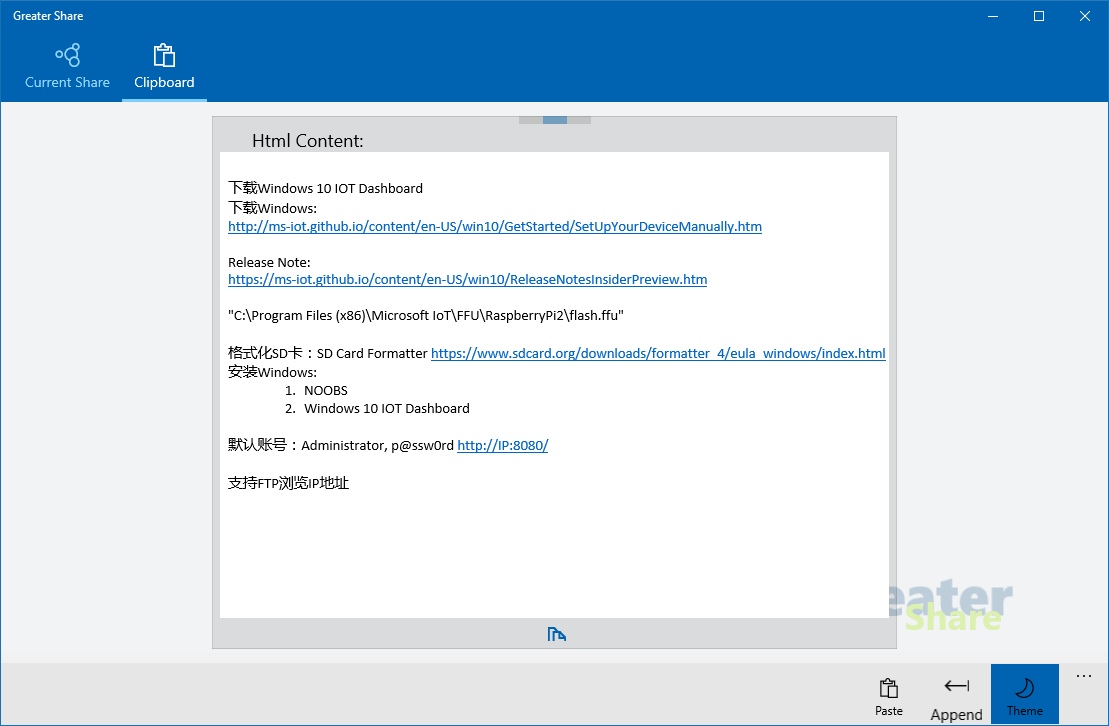 Greater Share
Current Share
Clipboard
Html Content:
下载Windows 10 IOT Dashboard
下载Windows:
http://ms-iot.github.io/content/en-US/win10/GetStarted/SetUpYourDeviceManually.htm
Release Note:
https://ms-iot.github.io/content/en-US/win10/ReleaseNotesInsiderPreview.htm
"C:\Program Files (x86)\Microsoft IoT\FFU\RaspberryPi2\flash.ffu"
格式化SD卡：SD Card Formatter https://www.sdcard.org/downloads/formatter_4/eula_windows/index.html
安装Windows:
1. NOOBS
2. Windows 10 IOT Dashboard
默认账号：Administrator, p@ssw0rd http://IP:8080/
支持FTP浏览IP地址
eater
Share
Paste
Append
Theme
...